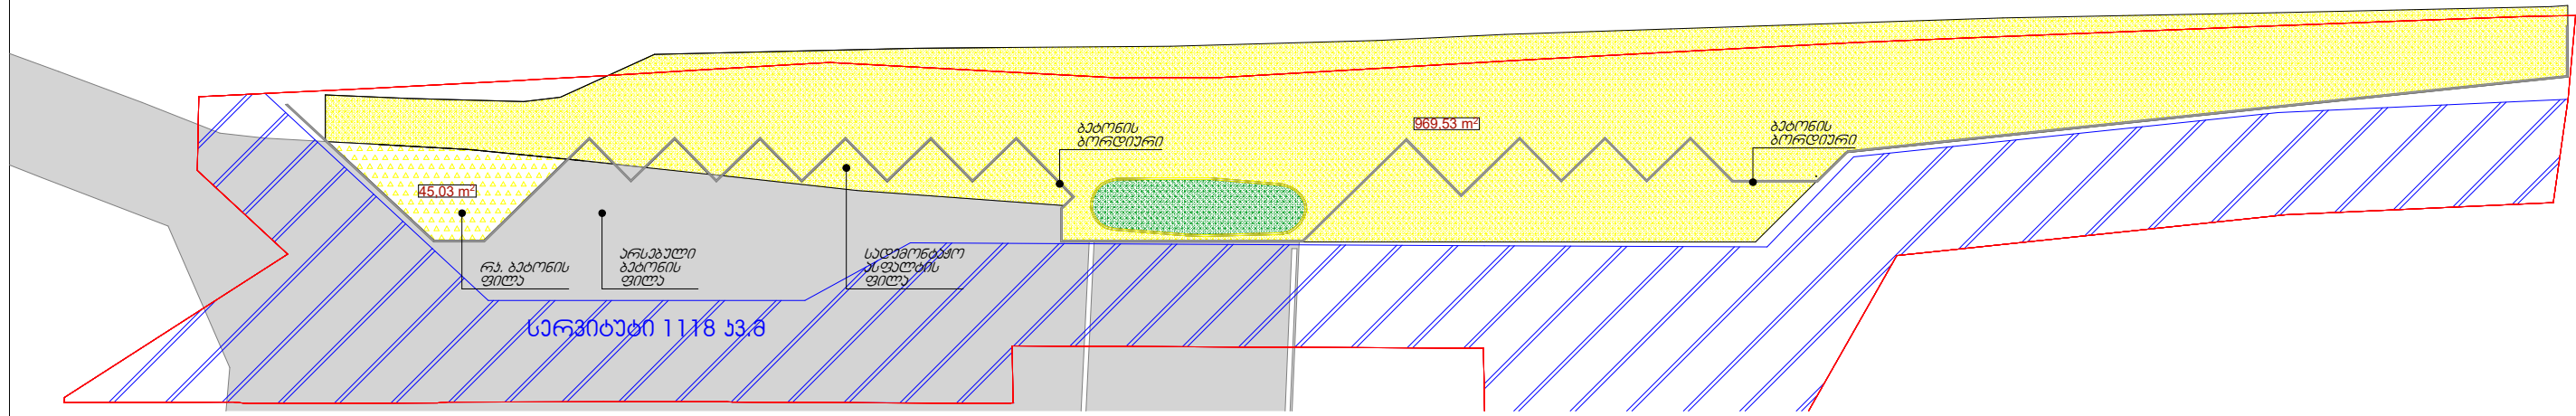 ბეტონის
ბორდიური
969,53 m²
ბეტონის
ბორდიური
45,03 m²
რკ. ბეტონის
ფილა
არსებული
ბეტონის
ფილა
სადემონტაჟო
ასფალტის
ფილა
სერვიტუტი 1118 კვ.მ